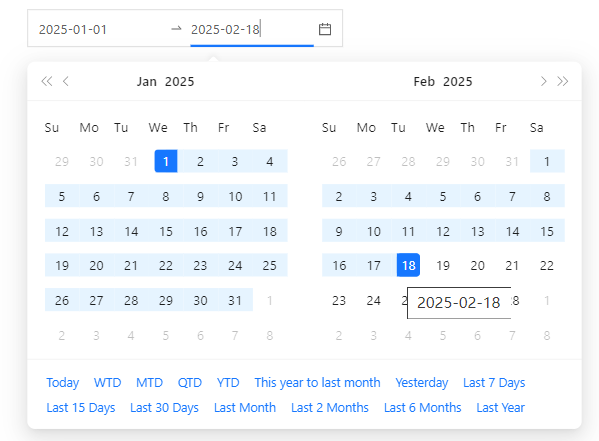 2025-01-01 → 2025-02-18
Jan 2025 Feb 2025
Su Mo Tu We Th Fr Sa Su Mo Tu We Th Fr Sa
29 30 31 1 2 3 4 26 27 28 29 30 31 1
5 6 7 8 9 10 11 2 3 4 5 6 7 8
12 13 14 15 16 17 18 9 10 11 12 13 14 15
19 20 21 22 23 24 25 16 17 18 19 20 21 22
26 27 28 29 30 31 1 23 24 2025-02-18 1
2 3 4 5 6 7 8 2 3 4 5 6 7 8
Today WTD MTD QTD YTD This year to last month Yesterday Last 7 Days
Last 15 Days Last 30 Days Last Month Last 2 Months Last 6 Months Last Year